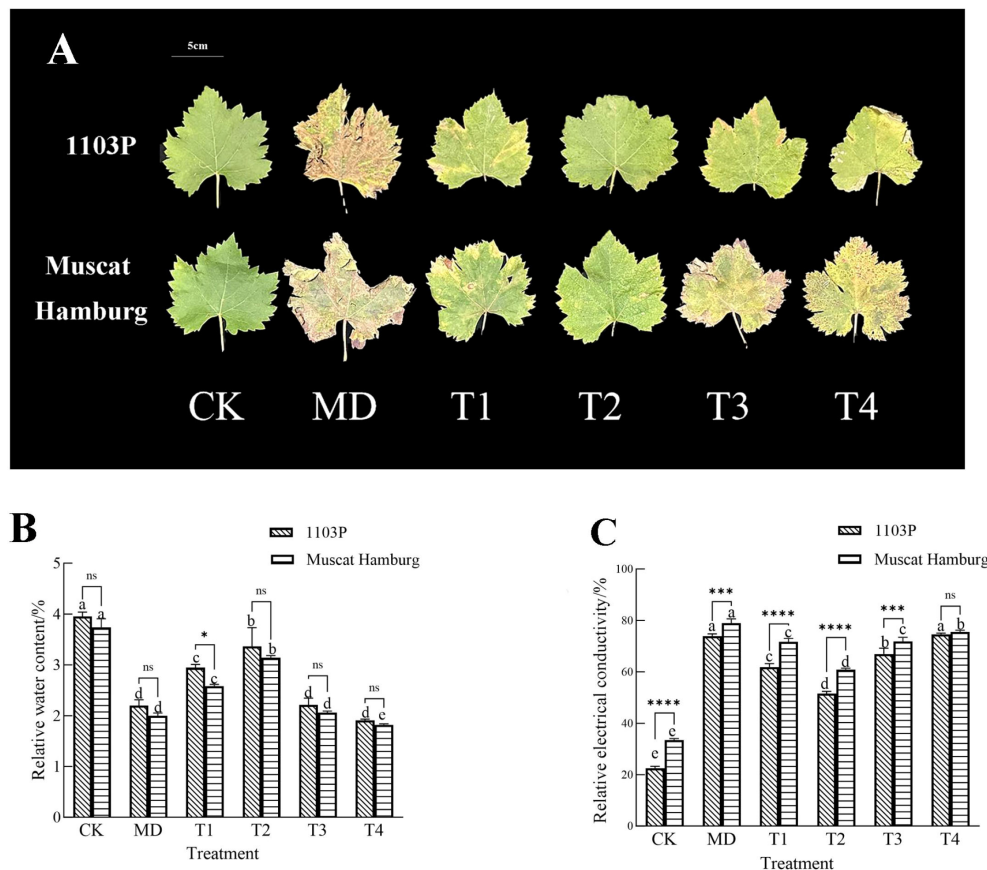 A
5cm
1103P
Muscat
Hamburg
CK MD T1 T2 T3 T4
B
1103P
Muscat Hamburg
Relative water content/%
5
4
3
2
1
0
ns
a a
ns
d d
*
c c
ns
b b
ns
d d
ns
d e
CK MD T1 T2 T3 T4
Treatment
C
1103P
Muscat Hamburg
Relative electrical conductivity/%
100
80
60
40
20
0
****
e e
***
a a
****
c c
****
d d
***
b c
ns
a b
CK MD T1 T2 T3 T4
Treatment